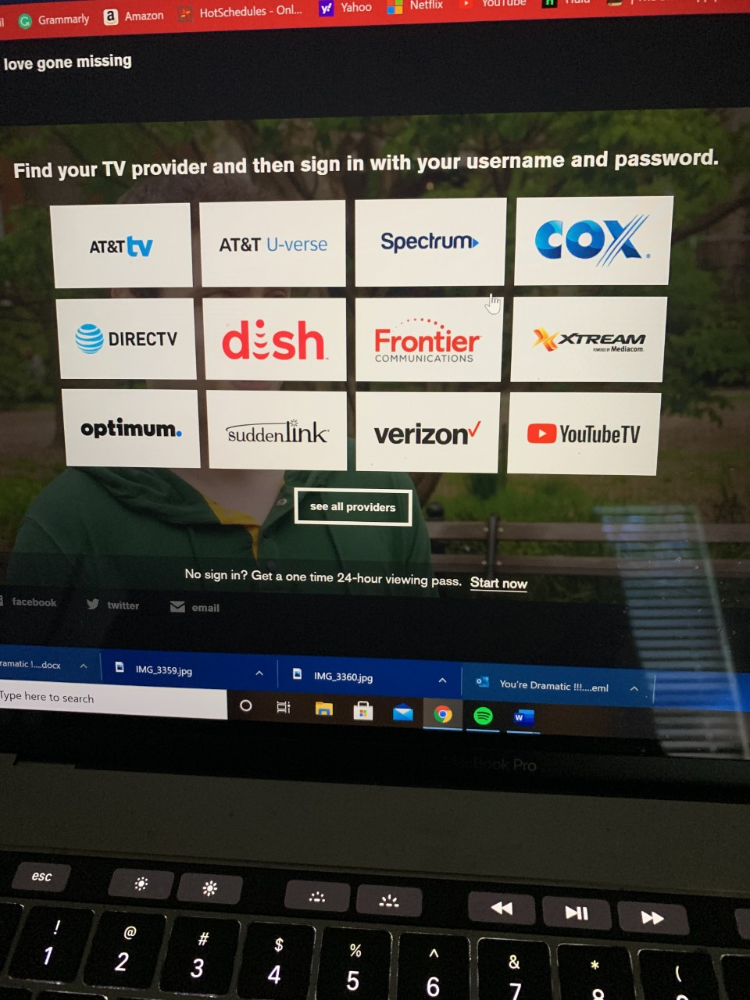 Grammarly
a Amazon
HotSchedules - Onl...
y! Yahoo
Netflix
YouTube
love gone missing
Find your TV provider and then sign in with your username and password.
AT&T tv
AT&T U-verse
Spectrum
COX
DIRECTV
dish
Frontier
COMMUNICATIONS
XTREAM
POWERED BY Mediacom
optimum.
suddenlink
verizon
YouTubeTV
see all providers
No sign in? Get a one time 24-hour viewing pass. Start now
facebook
twitter
email
ramatic !....docx
IMG_3359.jpg
IMG_3360.jpg
You're Dramatic !!!....eml
Type here to search
W
Book Pro
esc
! @ # $ % ^ & * (
1 2 3 4 5 6 7 8